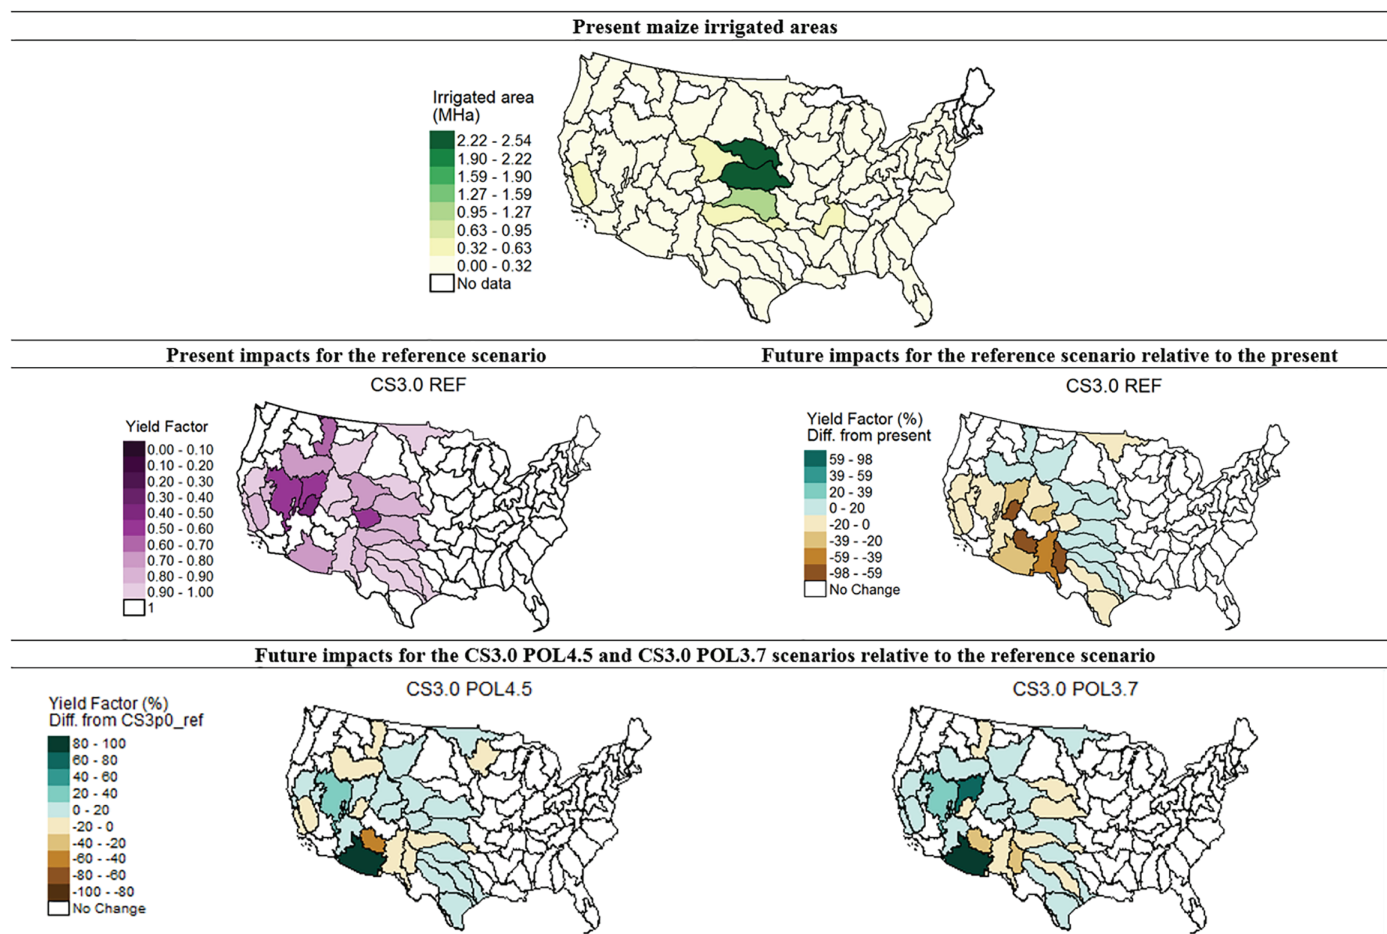 Present maize irrigated areas
Irrigated area
(MHa)
2.22 - 2.54
1.90 - 2.22
1.59 - 1.90
1.27 - 1.59
0.95 - 1.27
0.63 - 0.95
0.32 - 0.63
0.00 - 0.32
No data
Present impacts for the reference scenario
Future impacts for the reference scenario relative to the present
CS3.0 REF
Yield Factor
0.00 - 0.10
0.10 - 0.20
0.20 - 0.30
0.30 - 0.40
0.40 - 0.50
0.50 - 0.60
0.60 - 0.70
0.70 - 0.80
0.80 - 0.90
0.90 - 1.00
1
CS3.0 REF
Yield Factor (%)
Diff. from present
59 - 98
39 - 59
20 - 39
0 - 20
-20 - 0
-39 - -20
-59 - -39
-98 - -59
No Change
Future impacts for the CS3.0 POL4.5 and CS3.0 POL3.7 scenarios relative to the reference scenario
CS3.0 POL4.5
Yield Factor (%)
Diff. from CS3p0_ref
80 - 100
60 - 80
40 - 60
20 - 40
0 - 20
-20 - 0
-40 - -20
-60 - -40
-80 - -60
-100 - -80
No Change
CS3.0 POL3.7